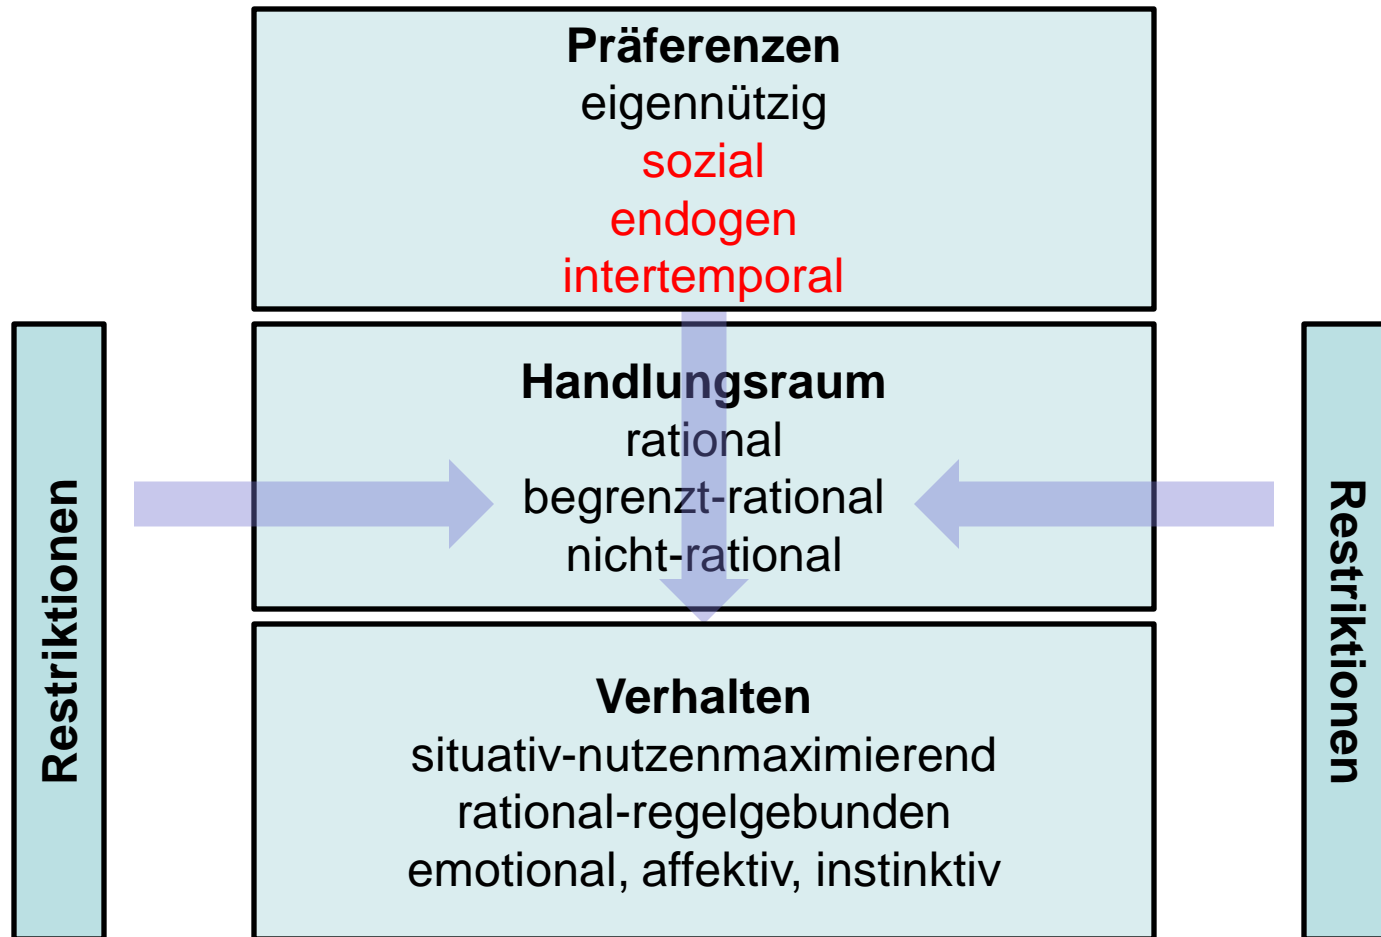 Präferenzen
eigennützig
sozial
endogen
intertemporal
Restriktionen
Handlungsraum
rational
begrenzt-rational
nicht-rational
Restriktionen
Verhalten
situativ-nutzenmaximierend
rational-regelgebunden
emotional, affektiv, instinktiv